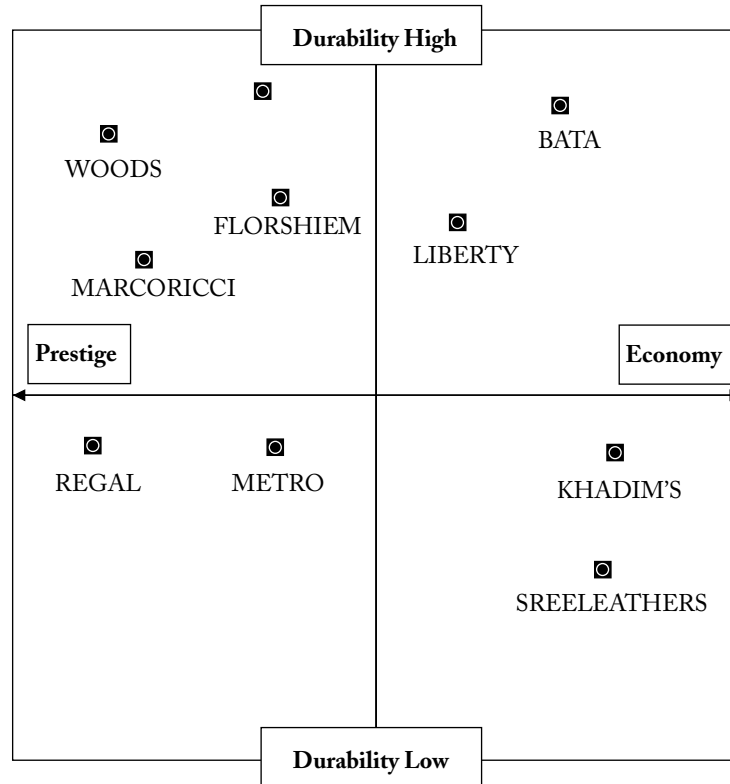 Durability High
BATA
WOODS
FLORSHIEM
LIBERTY
MARCORICCI
Prestige
Economy
REGAL
METRO
KHADIM’S
SREELEATHERS
Durability Low